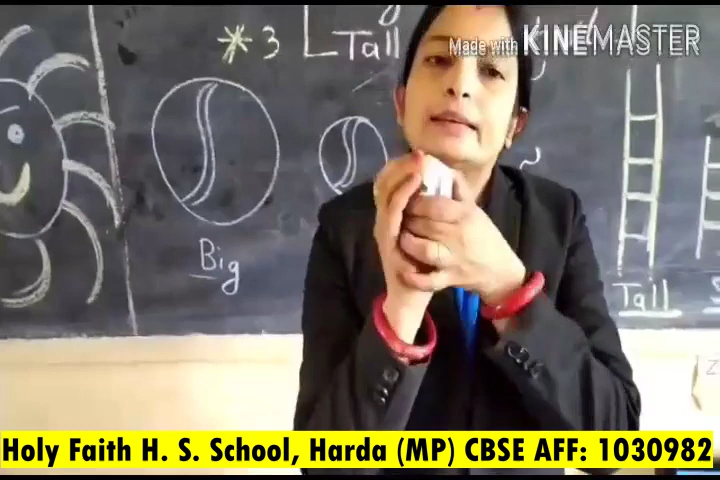 * 3
Tall
Made with KINEMASTER
Big
Tall
Holy Faith H. S. School, Harda (MP) CBSE AFF: 1030982